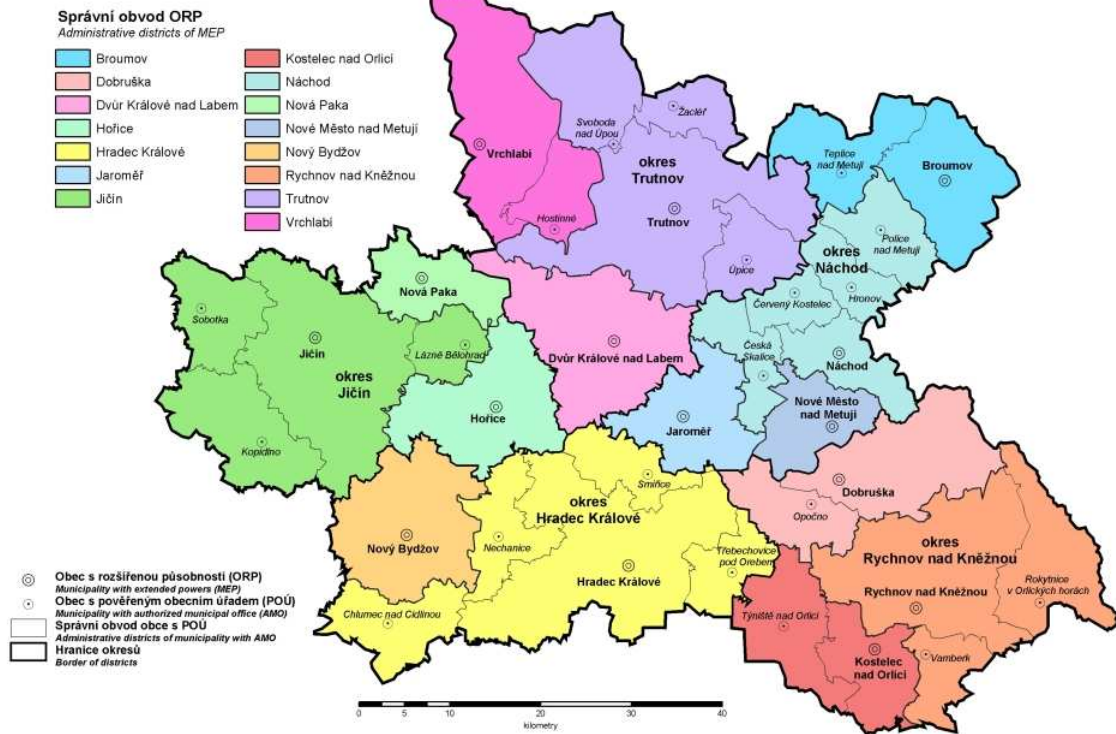 Správní obvod ORP
Administrative districts of MEP
Broumov
Dobruška
Dvůr Králové nad Labem
Hořice
Hradec Králové
Jaroměř
Jičín
Kostelec nad Orlicí
Náchod
Nová Paka
Nové Město nad Metují
Nový Bydžov
Rychnov nad Kněžnou
Trutnov
Vrchlabí
Žacléř
Svoboda
nad Úpou
Vrchlabí
okres
Trutnov
Trutnov
Hostinné
Úpice
Teplice
nad Metují
Broumov
Police
nad Metují
okres
Náchod
Hronov
Červený Kostelec
Česká
Skalice
Náchod
Nové Město
nad Metují
Nová Paka
Sobotka
Jičín
Lázně Bělohrad
okres
Jičín
Dvůr Králové nad Labem
Hořice
Jaroměř
Kopidlno
Smiřice
okres
Hradec Králové
Nechanice
Nový Bydžov
Hradec Králové
Třebechovice
pod Orebem
Chlumec nad Cidlinou
Dobruška
Opočno
okres
Rychnov nad Kněžnou
Rychnov nad Kněžnou
Rokytnice
v Orlických horách
Týniště nad Orlicí
Kostelec
nad Orlicí
Vamberk
Obec s rozšířenou působností (ORP)
Municipality with extended powers (MEP)
Obec s pověřeným obecním úřadem (POÚ)
Municipality with authorized municipal office (AMO)
Správní obvod obce s POÚ
Administrative districts of municipality with AMO
Hranice okresů
Border of districts
0 5 10 20 30 40
kilometry